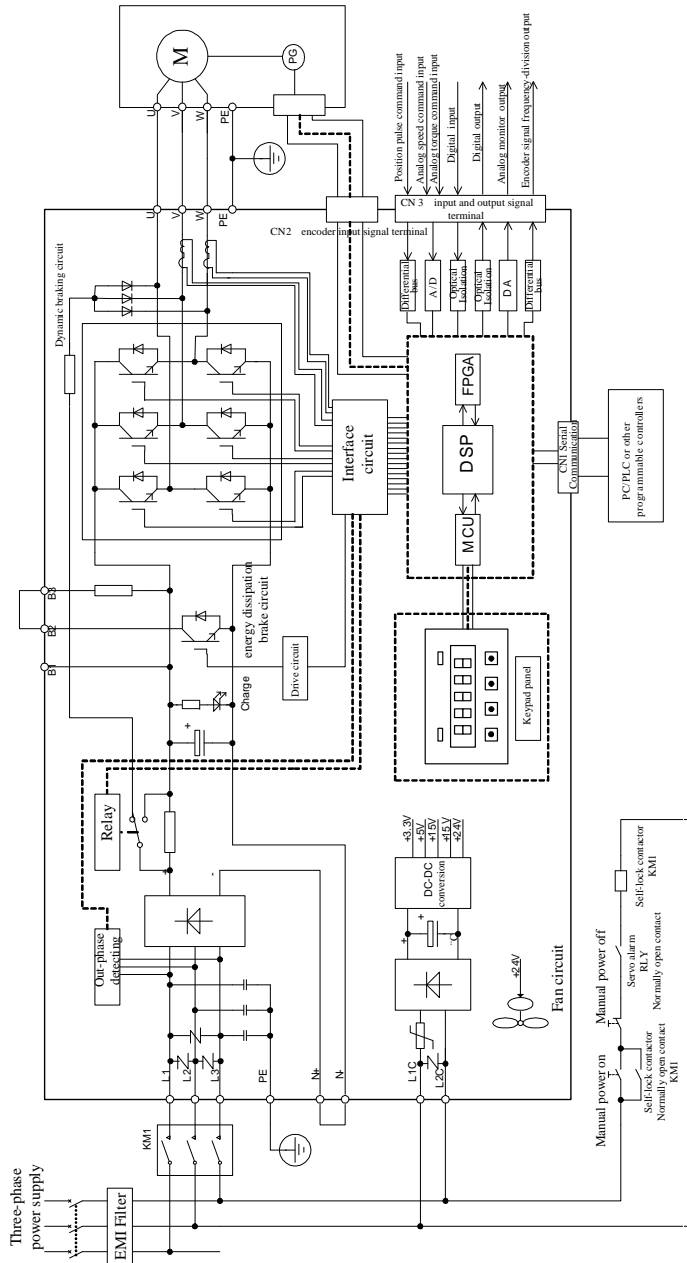 Three-phase
power supply
EMI Filter
KM1
L1
L2
L3
PE
N+
N-
L1C
L2C
Out-phase
detecting
Relay
+
-
+
Charge
B1
B2
B3
Dynamic braking circuit
energy dissipation
brake circuit
Drive circuit
Interface
circuit
U
V
W
PE
U
V
W
PE
M
PG
CN2 encoder input signal terminal
CN 3 input and output signal
terminal
Position pulse command input
Analog speed command input
Analog torque command input
Digital input
Digital output
Analog monitor output
Encoder signal frequency-division output
Differential
bus
A/D
Optical
Isolation
Optical
Isolation
DA
Differential
bus
MCU
DSP
FPGA
CN1 Serial
Communication
PC/PLC or other
programmable controllers
Keypad panel
+
+
DC-DC
conversion
+3.3V
+5V
+15V
+15V
+24V
+24V
Fan circuit
Manual power on
Manual power off
Self-lock contactor
Normally open contact
KM1
Servo alarm
RLY
Normally open contact
Self-lock contactor
KM1